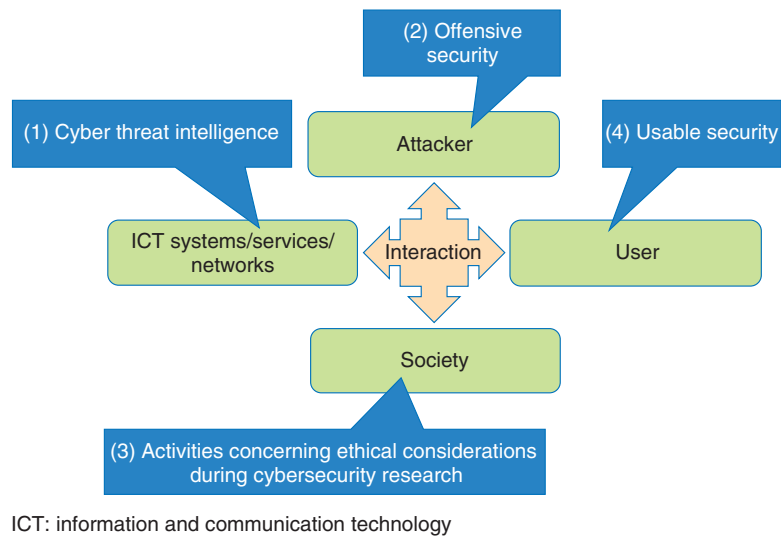 (2) Offensive
security
(1) Cyber threat intelligence
Attacker
(4) Usable security
ICT systems/services/
networks
Interaction
User
Society
(3) Activities concerning ethical considerations
during cybersecurity research
ICT: information and communication technology